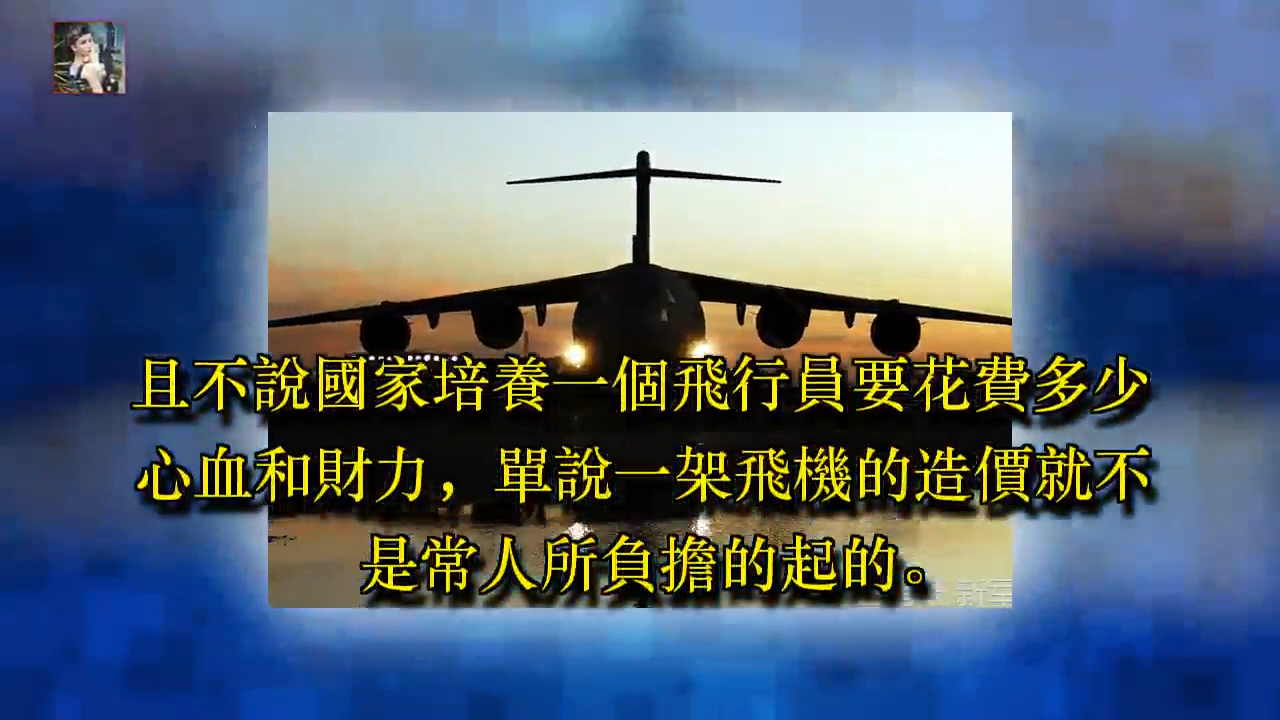 且不說國家培養一個飛行員要花費多少
心血和財力，單說一架飛機的造價就不
是常人所負擔的起的。